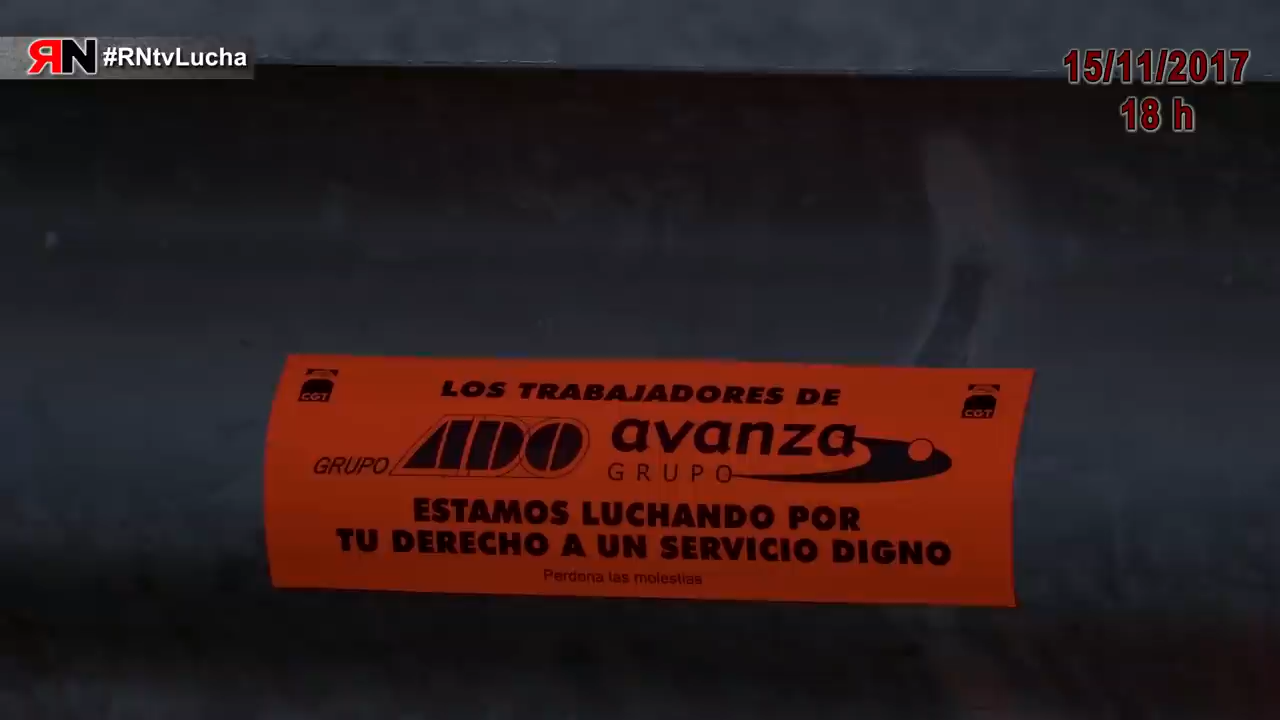 RN #RNtvLucha
15/11/2017
18 h
CGT
CGT
LOS TRABAJADORES DE
GRUPO ADO avanza
GRUPO
ESTAMOS LUCHANDO POR
TU DERECHO A UN SERVICIO DIGNO
Perdona las molestias